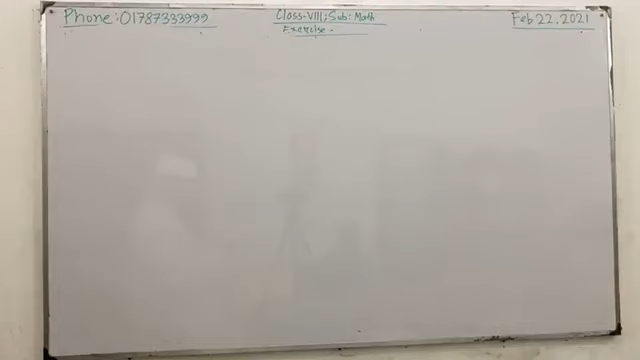 Phone: 01787333999
Class-VIII; Sub: Math
Exercise -
Feb 22, 2021